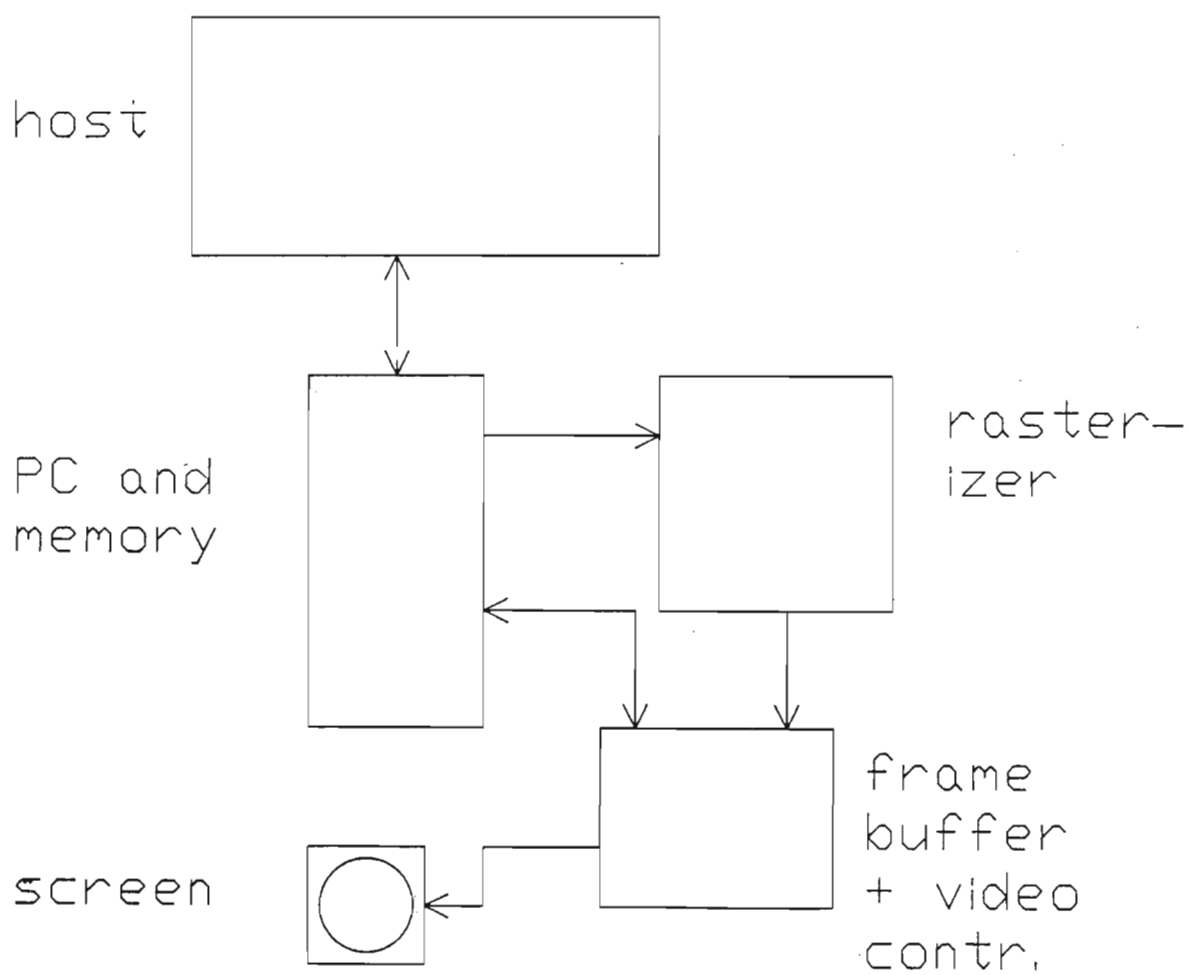 host
PC and
memory
raster-
izer
frame
buffer
+ video
contr.
screen